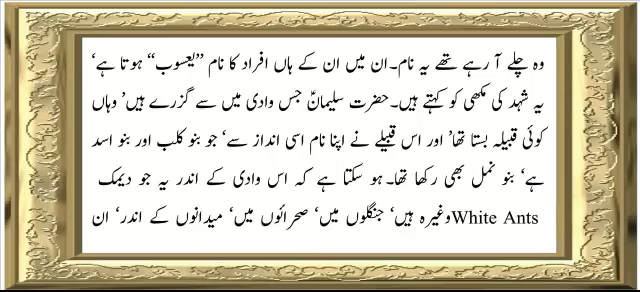 وہ چلے آ رہے تھے یہ نام۔ان میں ان کے ہاں افراد کا نام ’’یعسوب‘‘ ہوتا ہے‘
یہ شہد کی مکھی کو کہتے ہیں۔حضرت سلیمانؑ جس وادی میں سے گزرے ہیں‘ وہاں
کوئی قبیلہ بستا تھا‘ اور اس قبیلے نے اپنا نام اسی انداز سے‘ جو بنو کلب اور بنو اسد
ہے‘ بنو نمل بھی رکھا تھا۔ہو سکتا ہے کہ اس وادی کے اندر یہ جو دیمک
White Ants وغیرہ ہیں‘ جنگلوں میں‘ صحرائوں میں‘ میدانوں کے اندر‘ ان